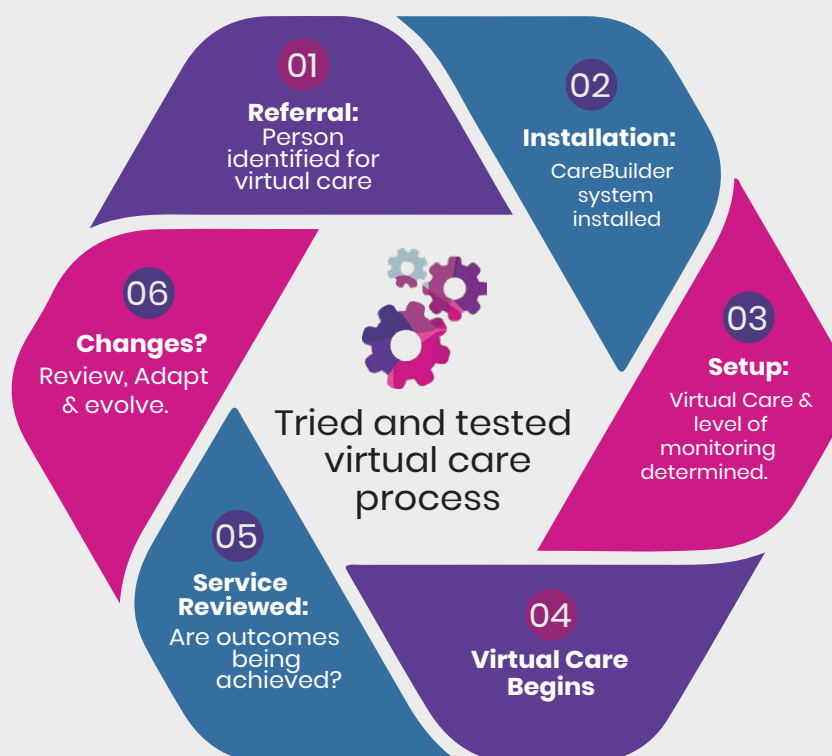 01
Referral:
Person
identified for
virtual care
02
Installation:
CareBuilder
system
installed
03
Setup:
Virtual Care &
level of
monitoring
determined.
04
Virtual Care
Begins
05
Service
Reviewed:
Are outcomes
being
achieved?
06
Changes?
Review, Adapt
& evolve.
Tried and tested
virtual care
process